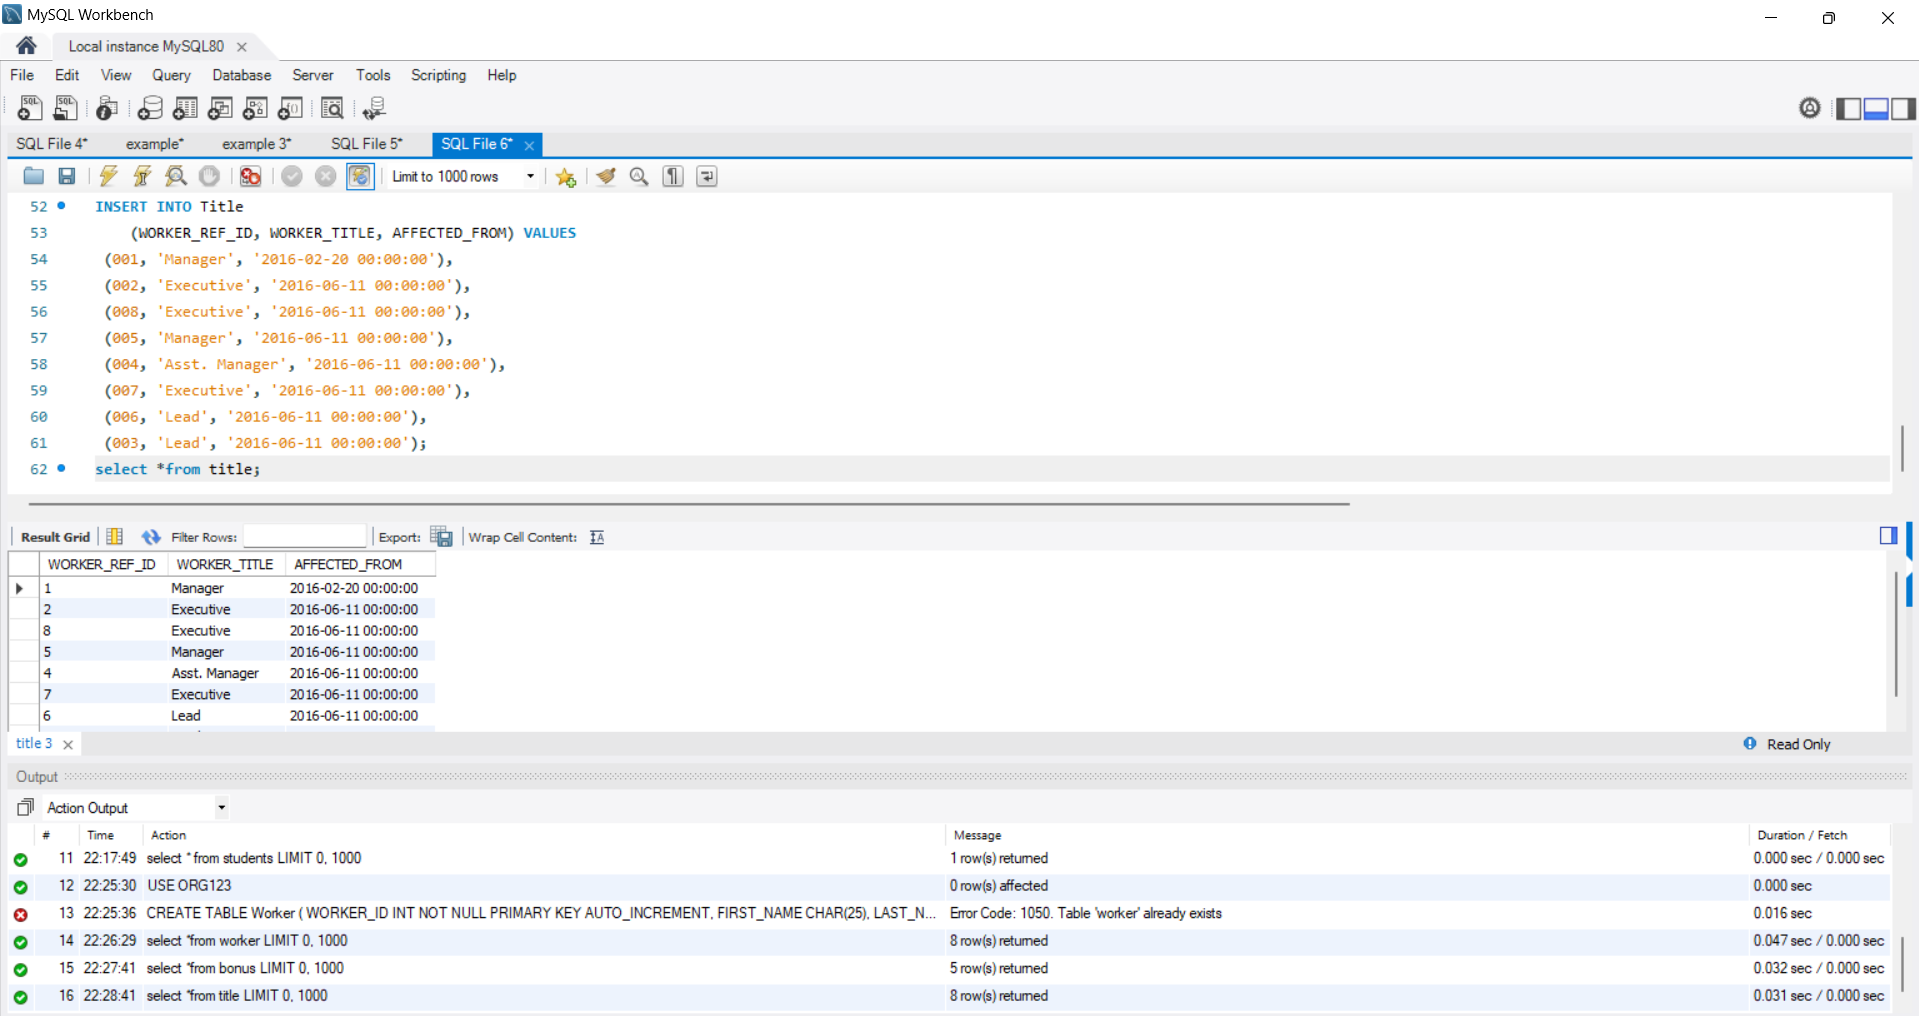 MySQL Workbench
Local instance MySQL80
File Edit View Query Database Server Tools Scripting Help
SQL File 4* example* example 3* SQL File 5* SQL File 6*
Limit to 1000 rows
52 INSERT INTO Title
53 (WORKER_REF_ID, WORKER_TITLE, AFFECTED_FROM) VALUES
54 (001, 'Manager', '2016-02-20 00:00:00'),
55 (002, 'Executive', '2016-06-11 00:00:00'),
56 (008, 'Executive', '2016-06-11 00:00:00'),
57 (005, 'Manager', '2016-06-11 00:00:00'),
58 (004, 'Asst. Manager', '2016-06-11 00:00:00'),
59 (007, 'Executive', '2016-06-11 00:00:00'),
60 (006, 'Lead', '2016-06-11 00:00:00'),
61 (003, 'Lead', '2016-06-11 00:00:00');
62 select *from title;
Result Grid Filter Rows: Export: Wrap Cell Content:
WORKER_REF_ID WORKER_TITLE AFFECTED_FROM
1 Manager 2016-02-20 00:00:00
2 Executive 2016-06-11 00:00:00
8 Executive 2016-06-11 00:00:00
5 Manager 2016-06-11 00:00:00
4 Asst. Manager 2016-06-11 00:00:00
7 Executive 2016-06-11 00:00:00
6 Lead 2016-06-11 00:00:00
title 3 Read Only
Output
Action Output
# Time Action Message Duration / Fetch
11 22:17:49 select * from students LIMIT 0, 1000 1 row(s) returned 0.000 sec / 0.000 sec
12 22:25:30 USE ORG123 0 row(s) affected 0.000 sec
13 22:25:36 CREATE TABLE Worker ( WORKER_ID INT NOT NULL PRIMARY KEY AUTO_INCREMENT, FIRST_NAME CHAR(25), LAST_N... Error Code: 1050. Table 'worker' already exists 0.016 sec
14 22:26:29 select *from worker LIMIT 0, 1000 8 row(s) returned 0.047 sec / 0.000 sec
15 22:27:41 select *from bonus LIMIT 0, 1000 5 row(s) returned 0.032 sec / 0.000 sec
16 22:28:41 select *from title LIMIT 0, 1000 8 row(s) returned 0.031 sec / 0.000 sec